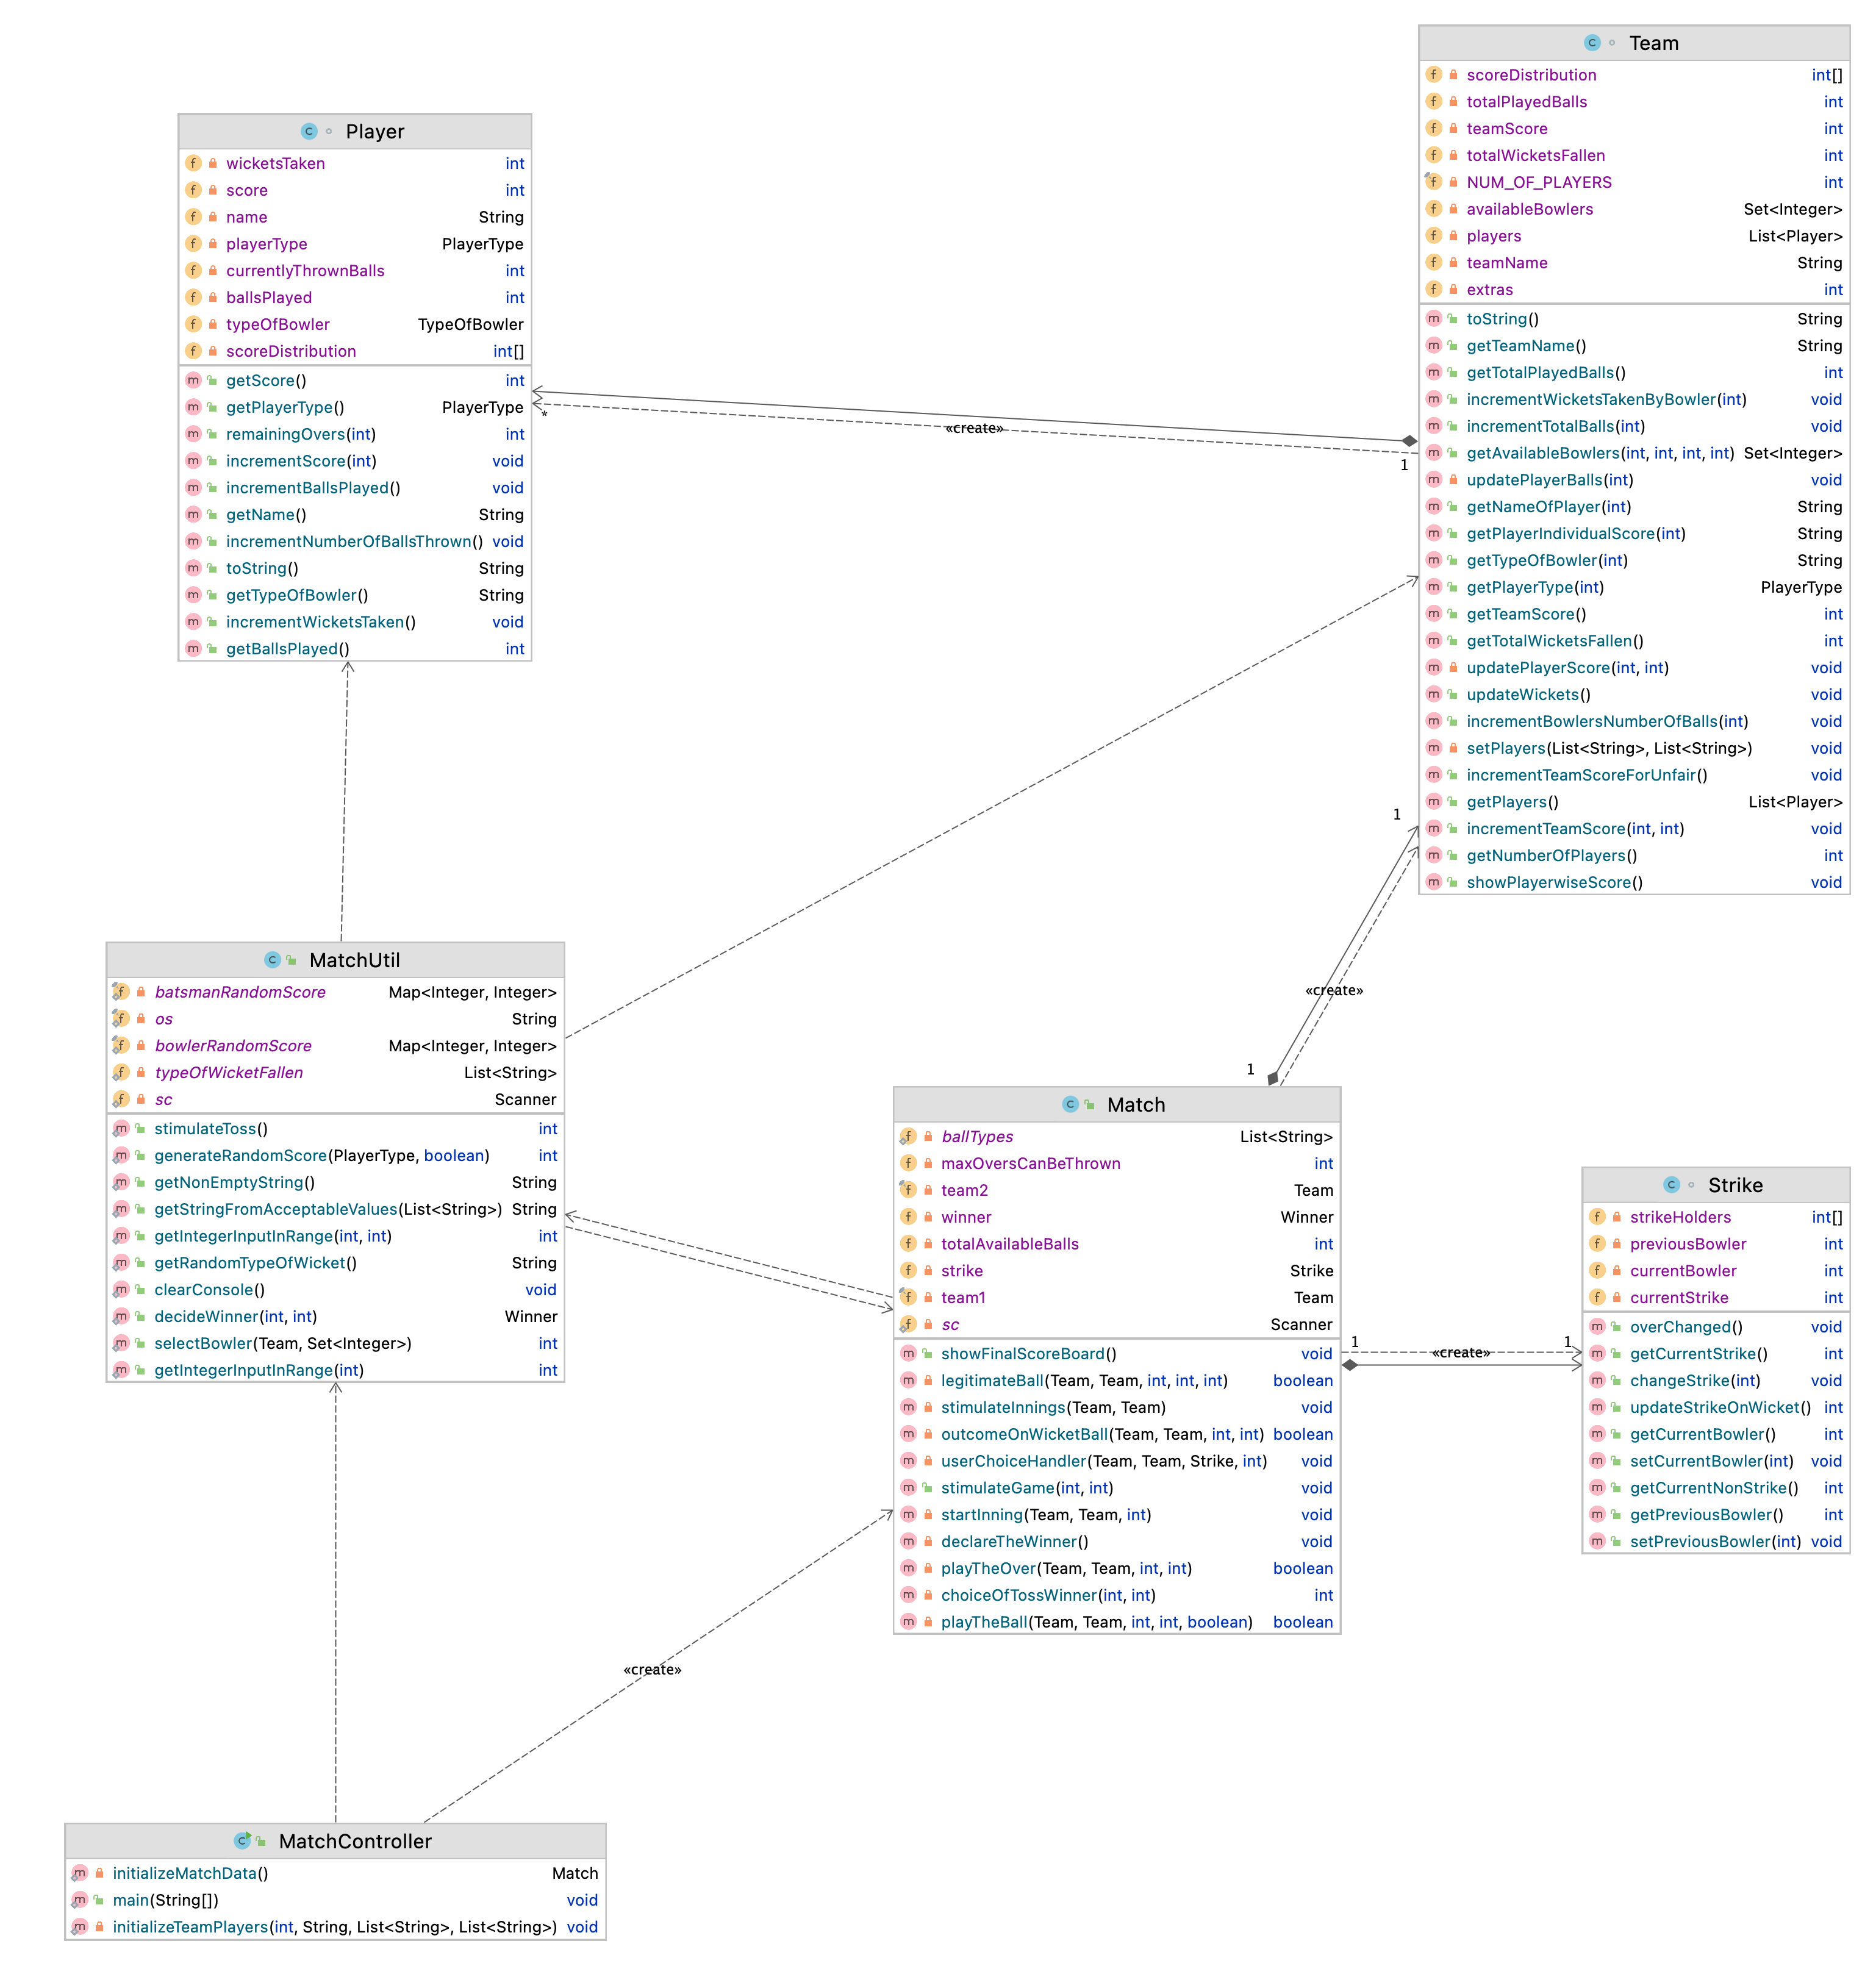 Team
scoreDistribution int[]
totalPlayedBalls int
teamScore int
totalWicketsFallen int
NUM_OF_PLAYERS int
availableBowlers Set<Integer>
players List<Player>
teamName String
extras int
toString() String
getTeamName() String
getTotalPlayedBalls() int
incrementWicketsTakenByBowler(int) void
incrementTotalBalls(int) void
getAvailableBowlers(int, int, int, int) Set<Integer>
updatePlayerBalls(int) void
getNameOfPlayer(int) String
getPlayerIndividualScore(int) String
getTypeOfBowler(int) String
getPlayerType(int) PlayerType
getTeamScore() int
getTotalWicketsFallen() int
updatePlayerScore(int, int) void
updateWickets() void
incrementBowlersNumberOfBalls(int) void
setPlayers(List<String>, List<String>) void
incrementTeamScoreForUnfair() void
getPlayers() List<Player>
incrementTeamScore(int, int) void
getNumberOfPlayers() int
showPlayerwiseScore() void
Player
wicketsTaken int
score int
name String
playerType PlayerType
currentlyThrownBalls int
ballsPlayed int
typeOfBowler TypeOfBowler
scoreDistribution int[]
getScore() int
getPlayerType() PlayerType
remainingOvers(int) int
incrementScore(int) void
incrementBallsPlayed() void
getName() String
incrementNumberOfBallsThrown() void
toString() String
getTypeOfBowler() String
incrementWicketsTaken() void
getBallsPlayed() int
*
«create»
1
1
«create»
1
MatchUtil
batsmanRandomScore Map<Integer, Integer>
os String
bowlerRandomScore Map<Integer, Integer>
typeOfWicketFallen List<String>
sc Scanner
stimulateToss() int
generateRandomScore(PlayerType, boolean) int
getNonEmptyString() String
getStringFromAcceptableValues(List<String>) String
getIntegerInputInRange(int, int) int
getRandomTypeOfWicket() String
clearConsole() void
decideWinner(int, int) Winner
selectBowler(Team, Set<Integer>) int
getIntegerInputInRange(int) int
Match
ballTypes List<String>
maxOversCanBeThrown int
team2 Team
winner Winner
totalAvailableBalls int
strike Strike
team1 Team
sc Scanner
showFinalScoreBoard() void
legitimateBall(Team, Team, int, int, int) boolean
stimulateInnings(Team, Team) void
outcomeOnWicketBall(Team, Team, int, int) boolean
userChoiceHandler(Team, Team, Strike, int) void
stimulateGame(int, int) void
startInning(Team, Team, int) void
declareTheWinner() void
playTheOver(Team, Team, int, int) boolean
choiceOfTossWinner(int, int) int
playTheBall(Team, Team, int, int, boolean) boolean
1 «create» 1
Strike
strikeHolders int[]
previousBowler int
currentBowler int
currentStrike int
overChanged() void
getCurrentStrike() int
changeStrike(int) void
updateStrikeOnWicket() int
getCurrentBowler() int
setCurrentBowler(int) void
getCurrentNonStrike() int
getPreviousBowler() int
setPreviousBowler(int) void
«create»
MatchController
initializeMatchData() Match
main(String[]) void
initializeTeamPlayers(int, String, List<String>, List<String>) void